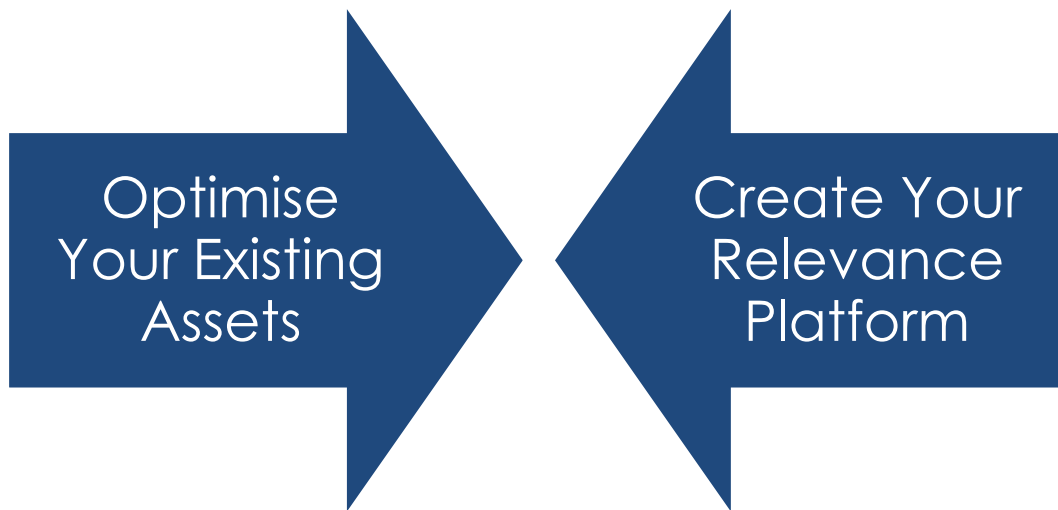 Optimise
Your Existing
Assets
Create Your
Relevance
Platform